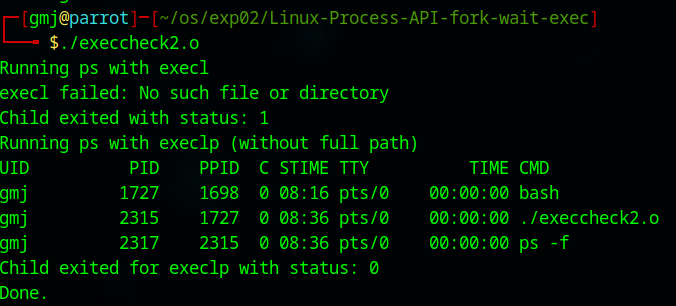 ┌─[gmj@parrot]─[~/os/exp02/Linux-Process-API-fork-wait-exec]
└──╼ $./execcheck2.o
Running ps with execl
execl failed: No such file or directory
Child exited with status: 1
Running ps with execlp (without full path)
UID          PID    PPID  C STIME TTY          TIME CMD
gmj         1727    1698  0 08:16 pts/0    00:00:00 bash
gmj         2315    1727  0 08:36 pts/0    00:00:00 ./execcheck2.o
gmj         2317    2315  0 08:36 pts/0    00:00:00 ps -f
Child exited for execlp with status: 0
Done.